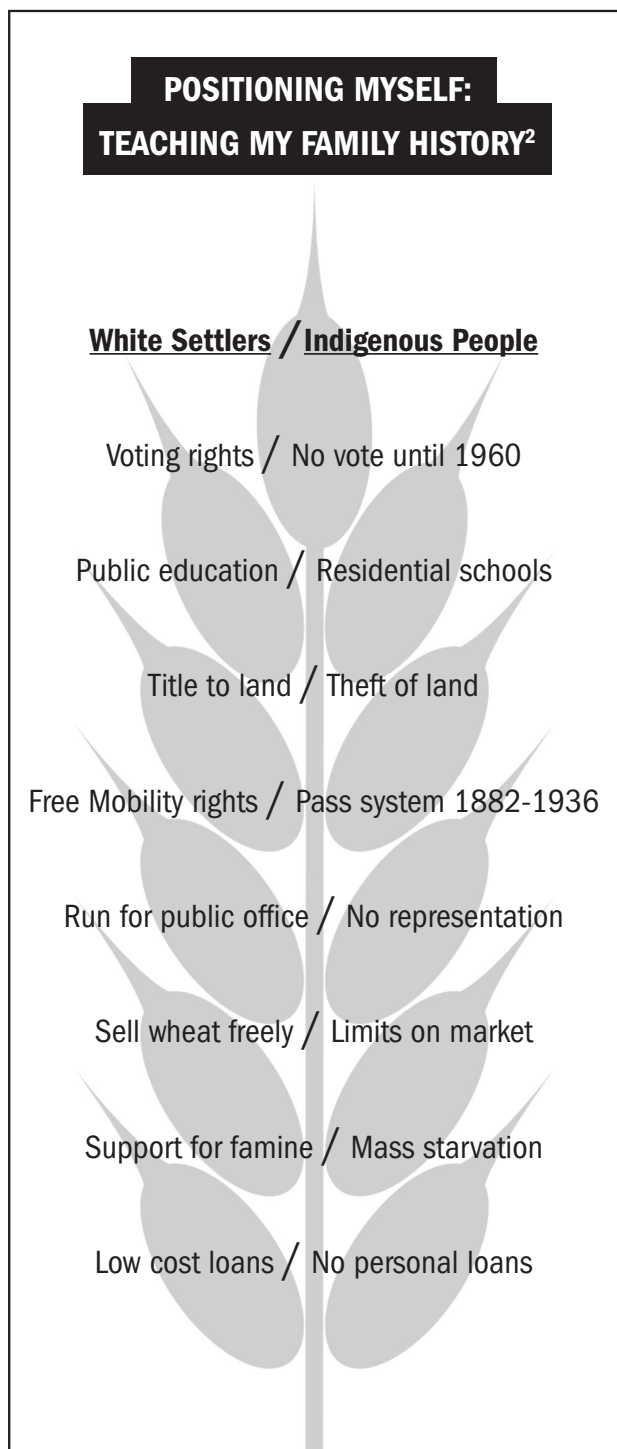 POSITIONING MYSELF:
TEACHING MY FAMILY HISTORY²
White Settlers / Indigenous People
Voting rights / No vote until 1960
Public education / Residential schools
Title to land / Theft of land
Free Mobility rights / Pass system 1882-1936
Run for public office / No representation
Sell wheat freely / Limits on market
Support for famine / Mass starvation
Low cost loans / No personal loans